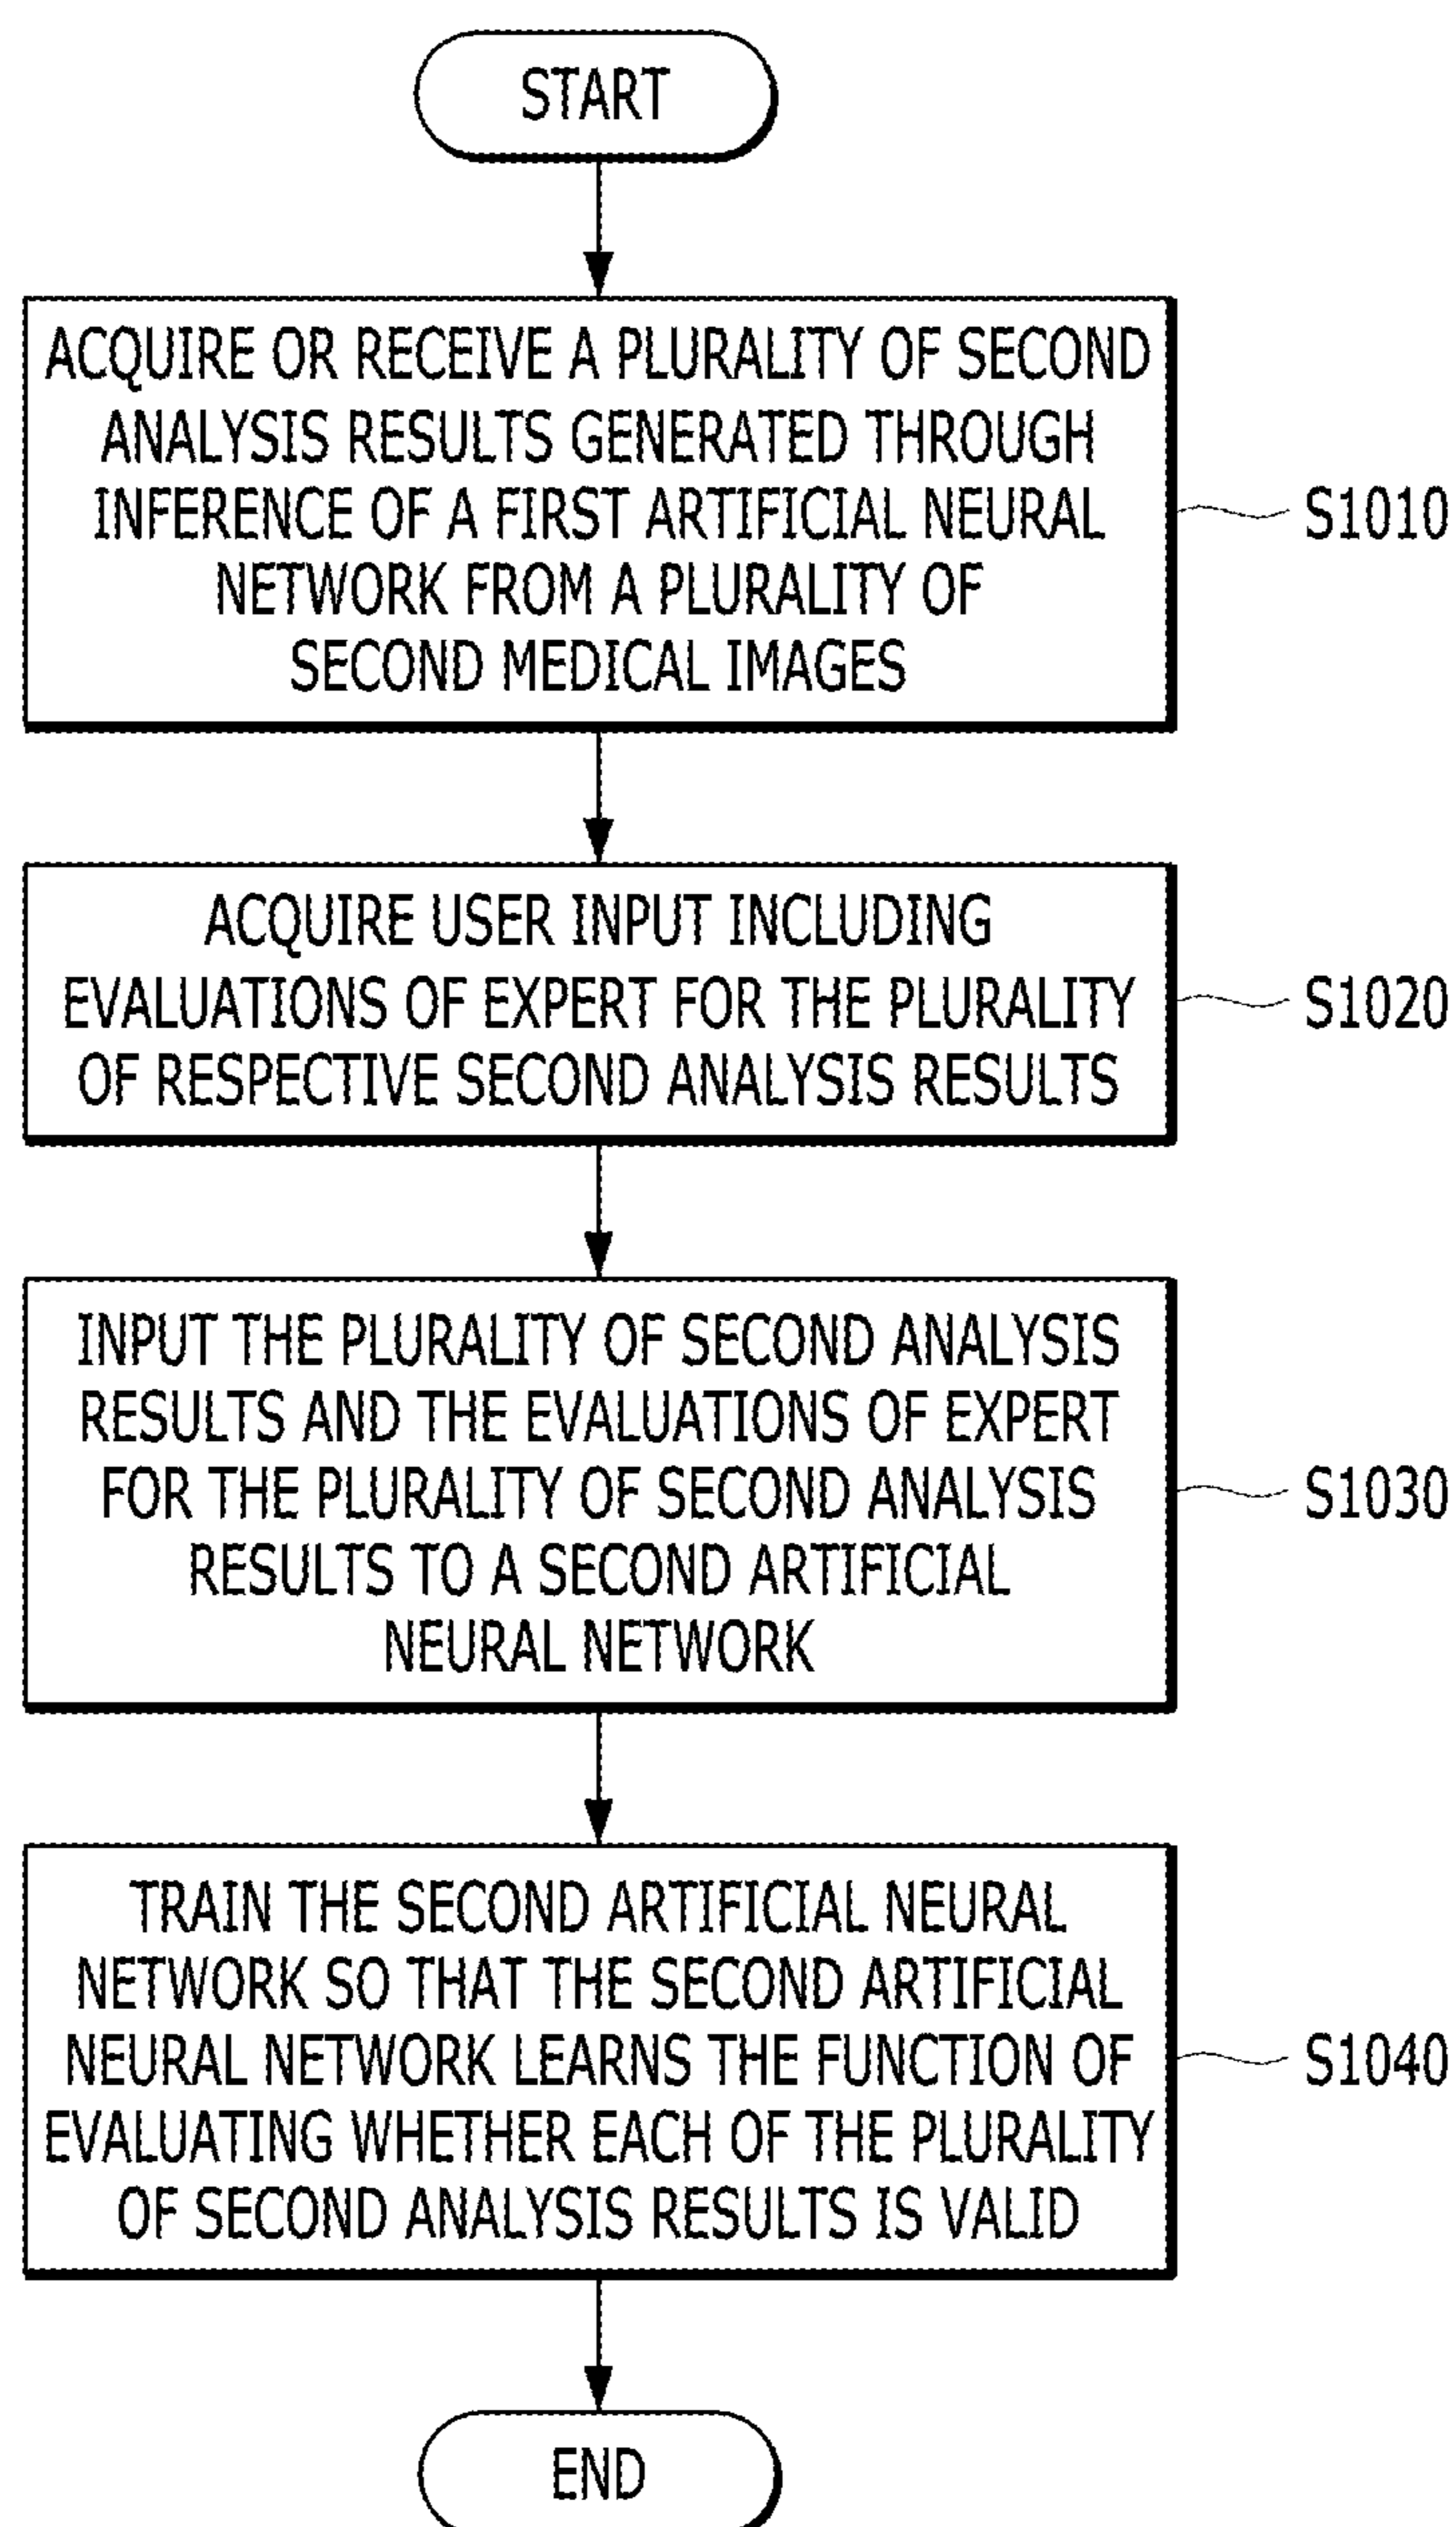 START
ACQUIRE OR RECEIVE A PLURALITY OF SECOND
ANALYSIS RESULTS GENERATED THROUGH
INFERENCE OF A FIRST ARTIFICIAL NEURAL
NETWORK FROM A PLURALITY OF
SECOND MEDICAL IMAGES
S1010
ACQUIRE USER INPUT INCLUDING
EVALUATIONS OF EXPERT FOR THE PLURALITY
OF RESPECTIVE SECOND ANALYSIS RESULTS
S1020
INPUT THE PLURALITY OF SECOND ANALYSIS
RESULTS AND THE EVALUATIONS OF EXPERT
FOR THE PLURALITY OF SECOND ANALYSIS
RESULTS TO A SECOND ARTIFICIAL
NEURAL NETWORK
S1030
TRAIN THE SECOND ARTIFICIAL NEURAL
NETWORK SO THAT THE SECOND ARTIFICIAL
NEURAL NETWORK LEARNS THE FUNCTION OF
EVALUATING WHETHER EACH OF THE PLURALITY
OF SECOND ANALYSIS RESULTS IS VALID
S1040
END